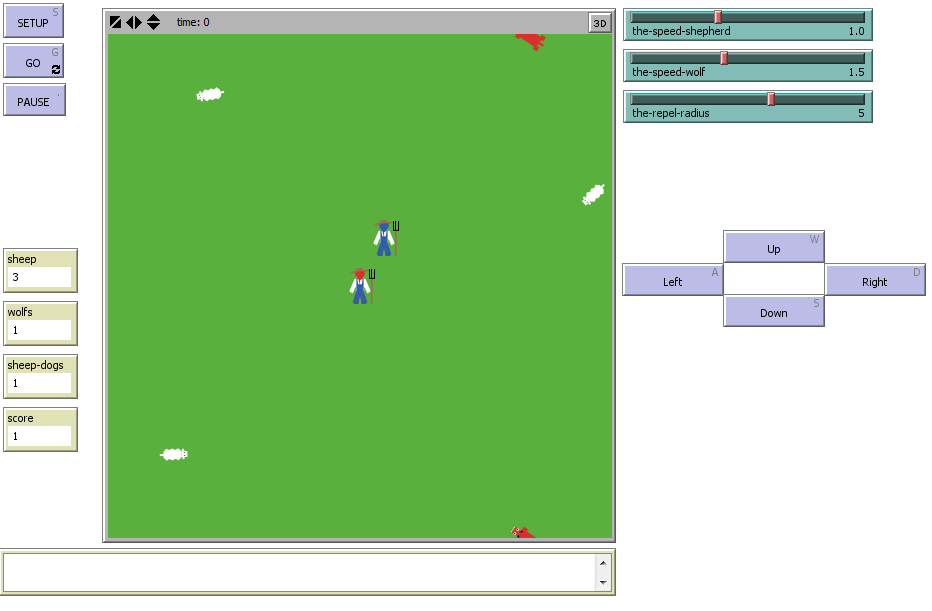 SETUP S
GO G
PAUSE
time: 0
3D
the-speed-shepherd 1.0
the-speed-wolf 1.5
the-repel-radius 5
sheep
3
wolfs
1
sheep-dogs
1
score
1
Up W
Left A
Right D
Down S